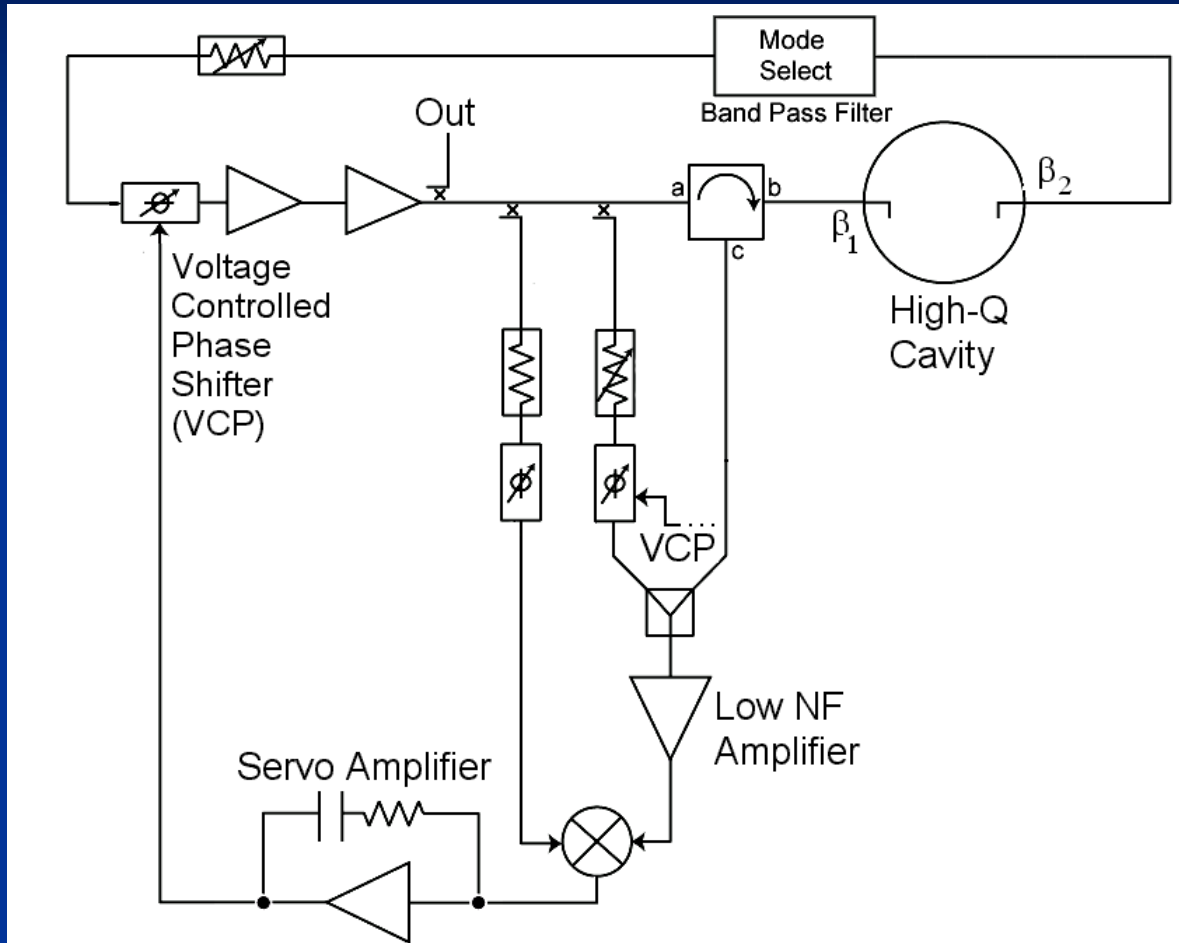 Mode
Select
Band Pass Filter
Out
a
b
c
β1
β2
Voltage
Controlled
Phase
Shifter
(VCP)
High-Q
Cavity
VCP
Low NF
Amplifier
Servo Amplifier